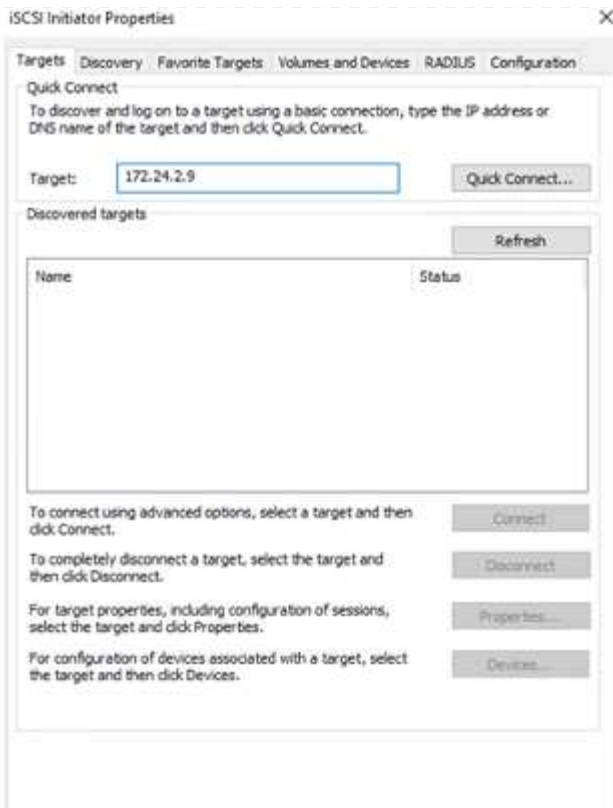 iSCSI Initiator Properties
Targets Discovery Favorite Targets Volumes and Devices RADIUS Configuration
Quick Connect
To discover and log on to a target using a basic connection, type the IP address or
DNS name of the target and then click Quick Connect.
Target: 172.24.2.9 Quick Connect...
Discovered targets
Refresh
Name Status
To connect using advanced options, select a target and then
click Connect.
Connect
To completely disconnect a target, select the target and
then click Disconnect.
Disconnect
For target properties, including configuration of sessions,
select the target and click Properties.
Properties...
For configuration of devices associated with a target, select
the target and then click Devices.
Devices...